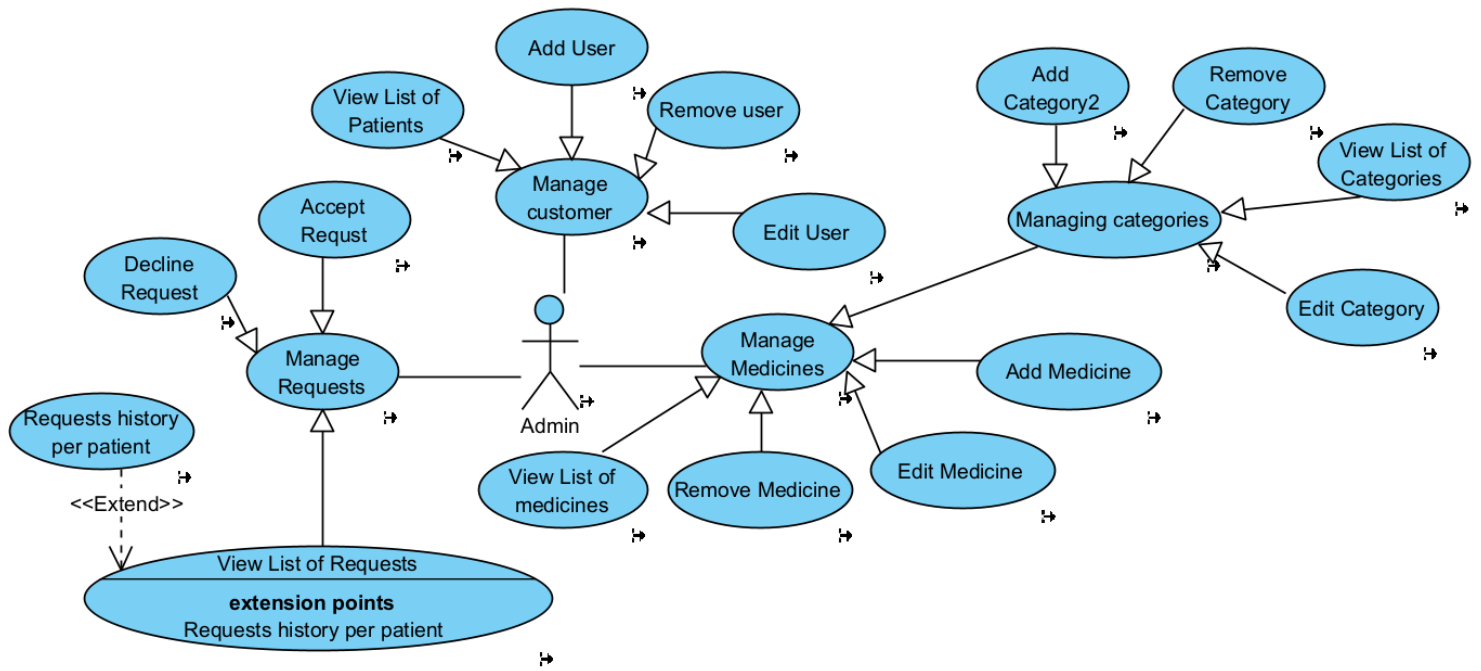 Add User
View List of
Patients
Remove user
Manage
customer
Edit User
Add
Category2
Remove
Category
View List of
Categories
Managing categories
Edit Category
Accept
Requst
Decline
Request
Manage
Requests
Admin
Manage
Medicines
Add Medicine
Edit Medicine
Remove Medicine
View List of
medicines
Requests history
per patient
<<Extend>>
View List of Requests
extension points
Requests history per patient